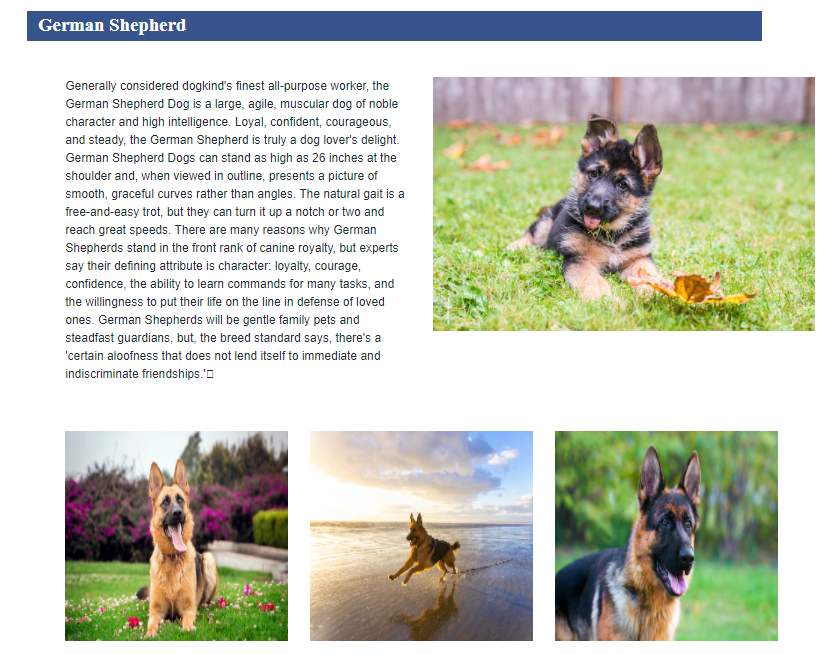 German Shepherd
Generally considered dogkind's finest all-purpose worker, the
German Shepherd Dog is a large, agile, muscular dog of noble
character and high intelligence. Loyal, confident, courageous,
and steady, the German Shepherd is truly a dog lover's delight.
German Shepherd Dogs can stand as high as 26 inches at the
shoulder and, when viewed in outline, presents a picture of
smooth, graceful curves rather than angles. The natural gait is a
free-and-easy trot, but they can turn it up a notch or two and
reach great speeds. There are many reasons why German
Shepherds stand in the front rank of canine royalty, but experts
say their defining attribute is character: loyalty, courage,
confidence, the ability to learn commands for many tasks, and
the willingness to put their life on the line in defense of loved
ones. German Shepherds will be gentle family pets and
steadfast guardians, but, the breed standard says, there's a
'certain aloofness that does not lend itself to immediate and
indiscriminate friendships.'